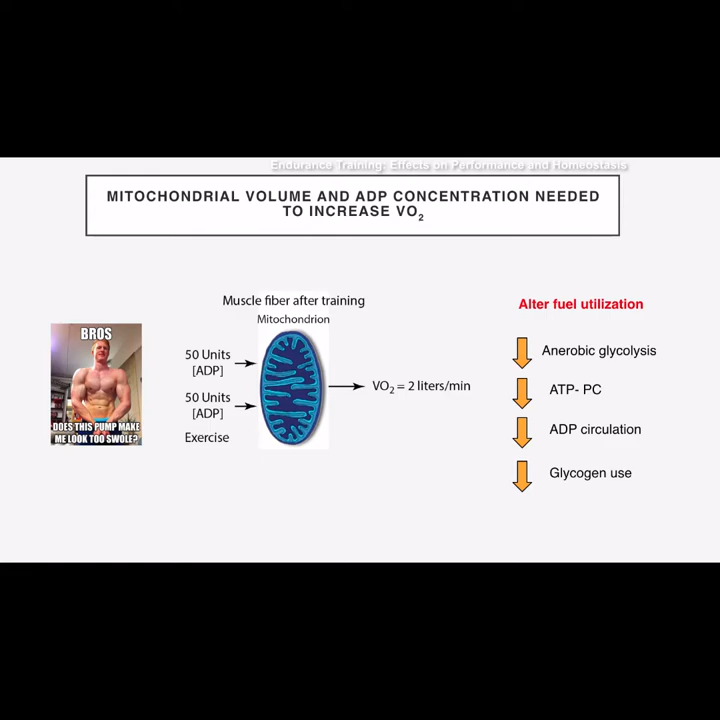 Endurance Training: Effects on Performance and Homeostasis
MITOCHONDRIAL VOLUME AND ADP CONCENTRATION NEEDED
TO INCREASE VO2
Muscle fiber after training
Mitochondrion
50 Units
[ADP]
50 Units
[ADP]
Exercise
VO2 = 2 liters/min
BROS
DOES THIS PUMP MAKE
ME LOOK TOO SWOLE?
Alter fuel utilization
Anerobic glycolysis
ATP- PC
ADP circulation
Glycogen use